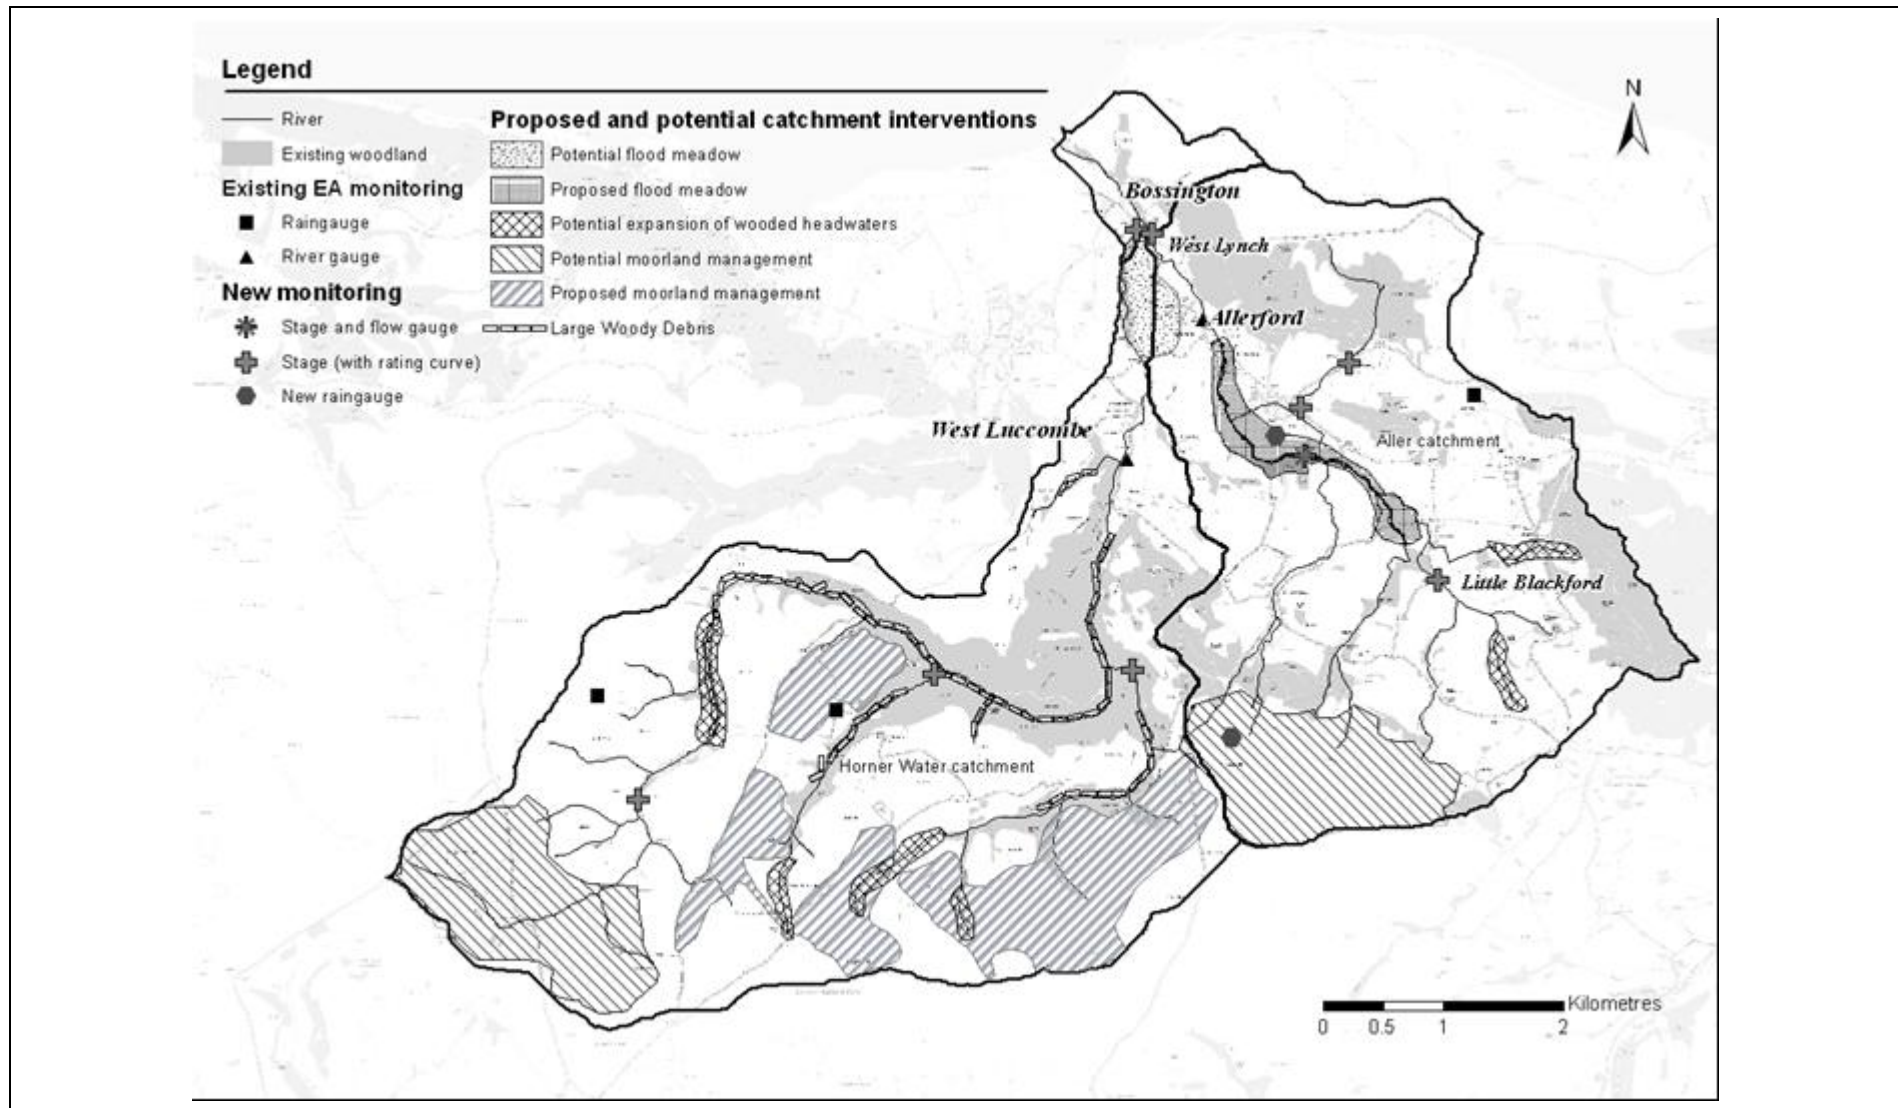 Legend
River
Existing woodland
Existing EA monitoring
Raingauge
River gauge
New monitoring
Stage and flow gauge
Stage (with rating curve)
New raingauge
Proposed and potential catchment interventions
Potential flood meadow
Proposed flood meadow
Potential expansion of wooded headwaters
Potential moorland management
Proposed moorland management
Large Woody Debris
N
Bossington
West Lynch
Allerford
West Luccombe
Aller catchment
Little Blackford
Horner Water catchment
Kilometres
0 0.5 1 2